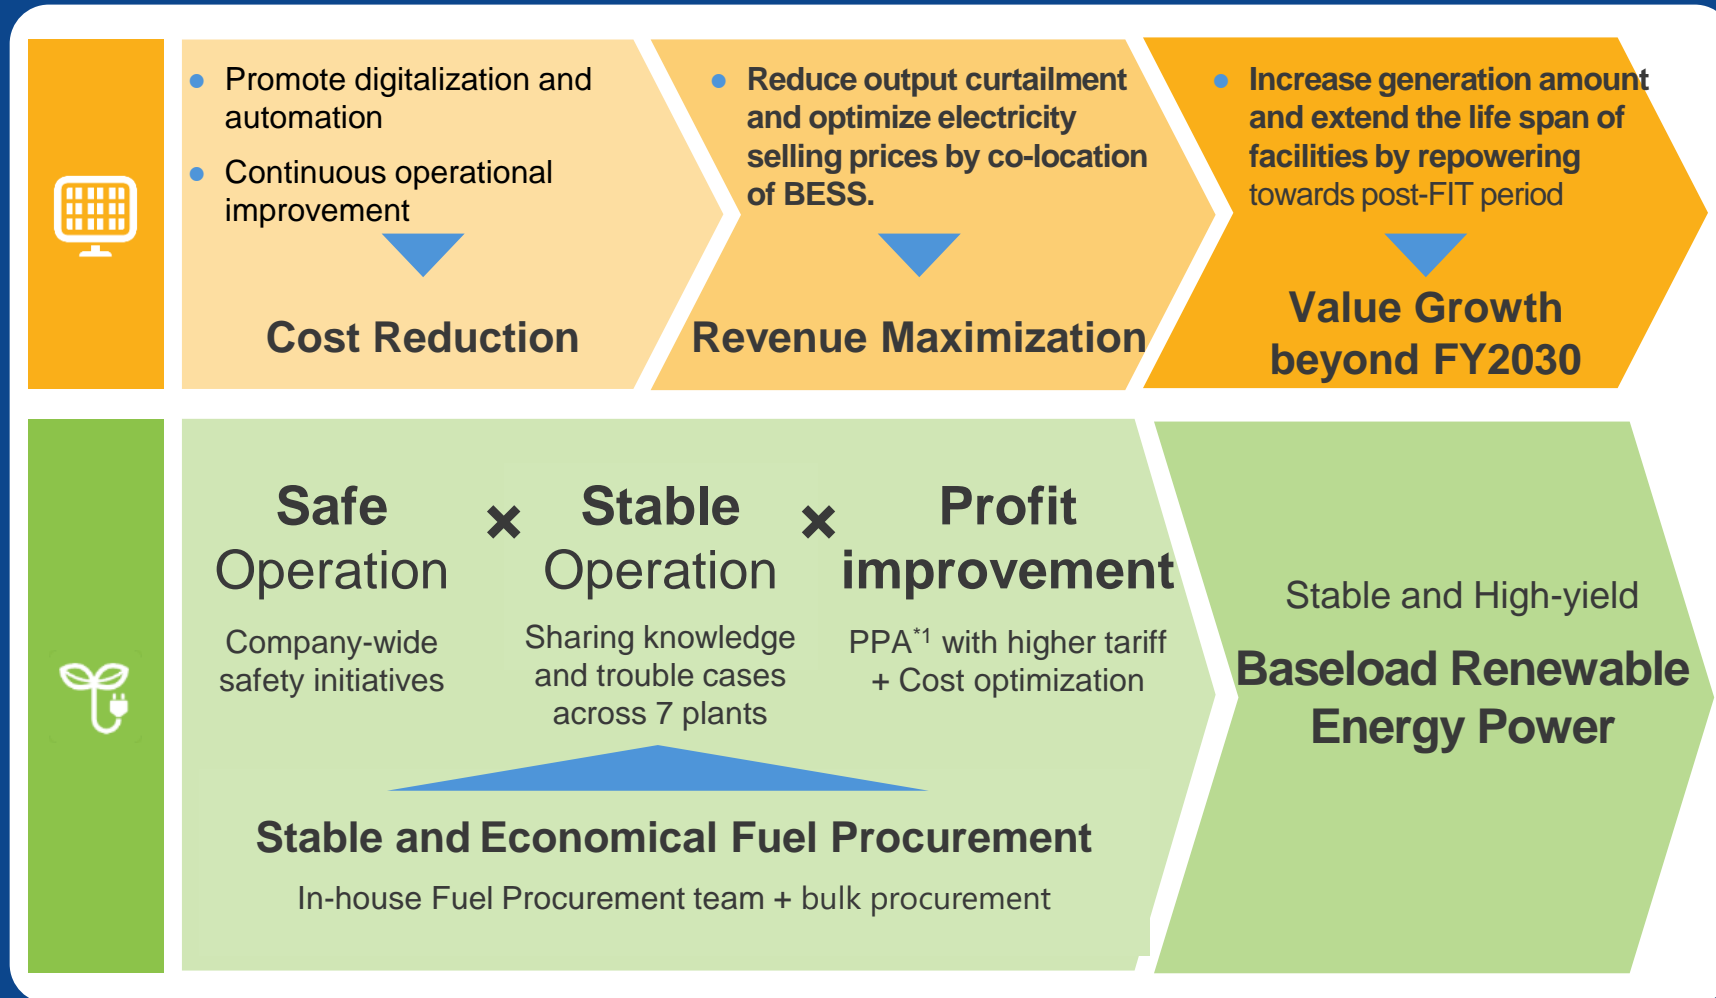 ● Promote digitalization and
automation
● Continuous operational
improvement
Cost Reduction
● Reduce output curtailment
and optimize electricity
selling prices by co-location
of BESS.
Revenue Maximization
● Increase generation amount
and extend the life span of
facilities by repowering
towards post-FIT period
Value Growth
beyond FY2030
Safe
Operation
Company-wide
safety initiatives
×
Stable
Operation
Sharing knowledge
and trouble cases
across 7 plants
×
Profit
improvement
PPA*1 with higher tariff
+ Cost optimization
Stable and Economical Fuel Procurement
In-house Fuel Procurement team + bulk procurement
Stable and High-yield
Baseload Renewable
Energy Power